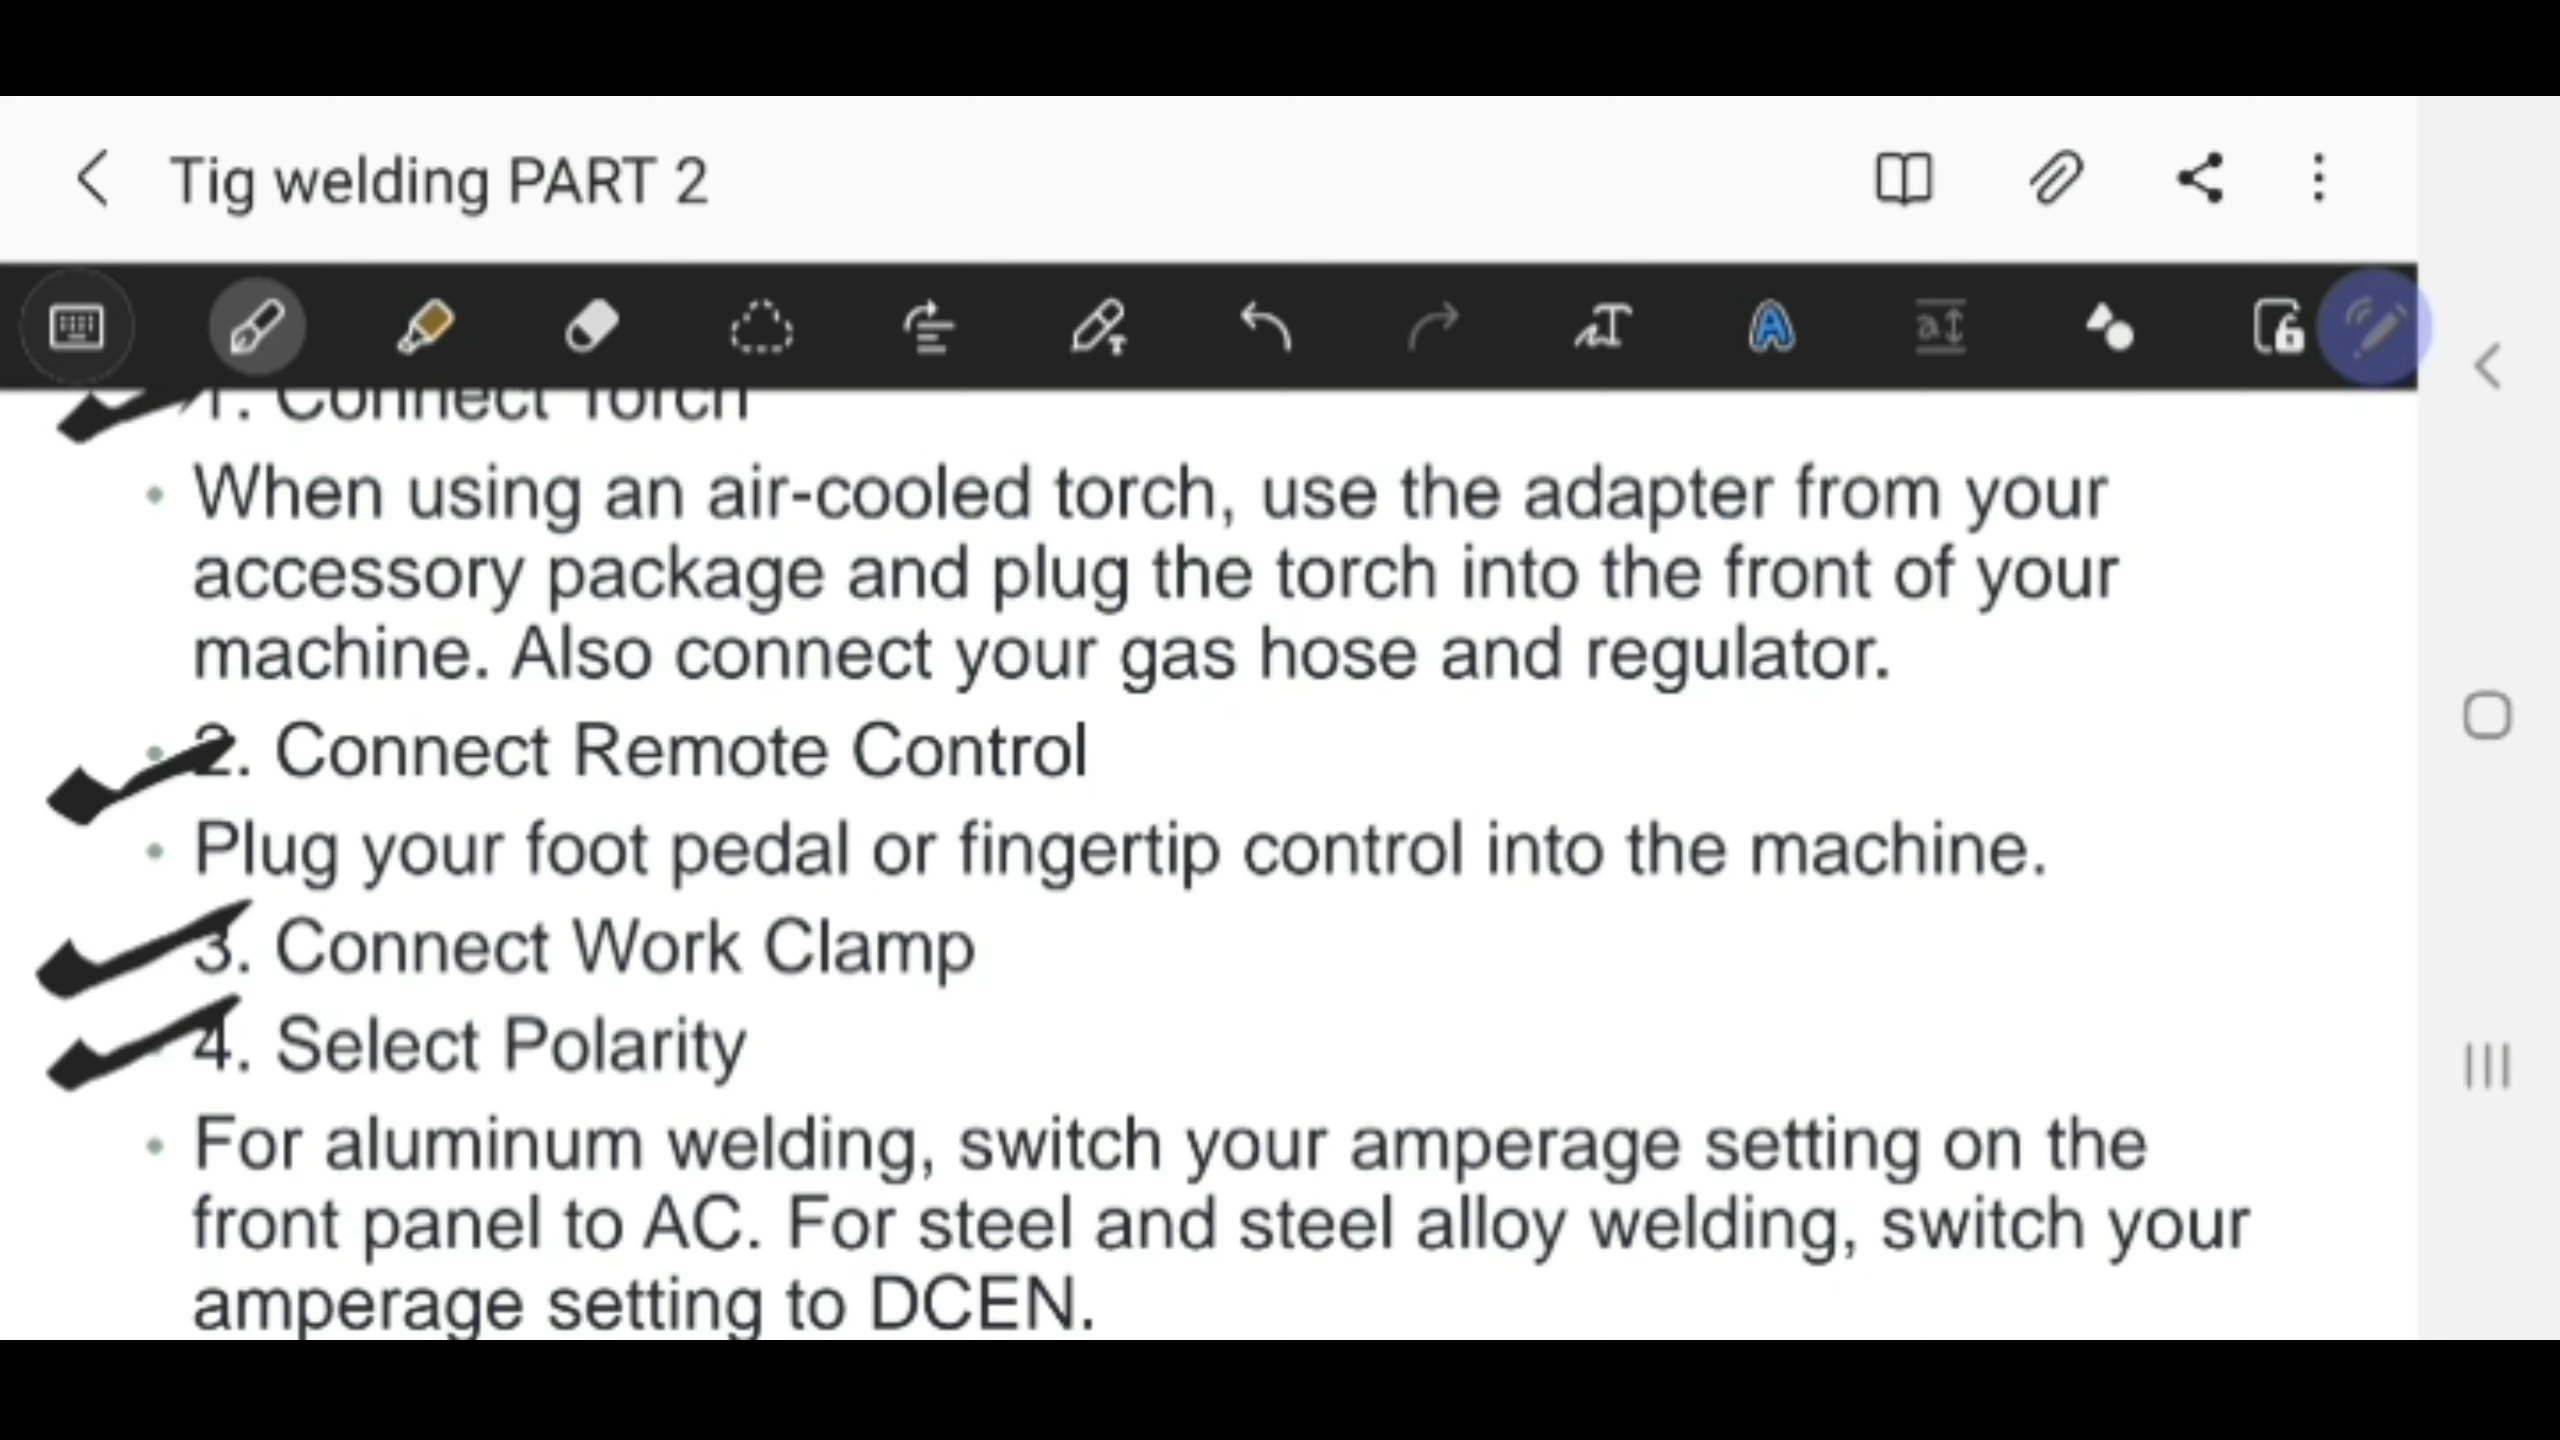 Tig welding PART 2
1. Connect Torch
• When using an air-cooled torch, use the adapter from your
accessory package and plug the torch into the front of your
machine. Also connect your gas hose and regulator.
• 2. Connect Remote Control
• Plug your foot pedal or fingertip control into the machine.
3. Connect Work Clamp
4. Select Polarity
• For aluminum welding, switch your amperage setting on the
front panel to AC. For steel and steel alloy welding, switch your
amperage setting to DCEN.